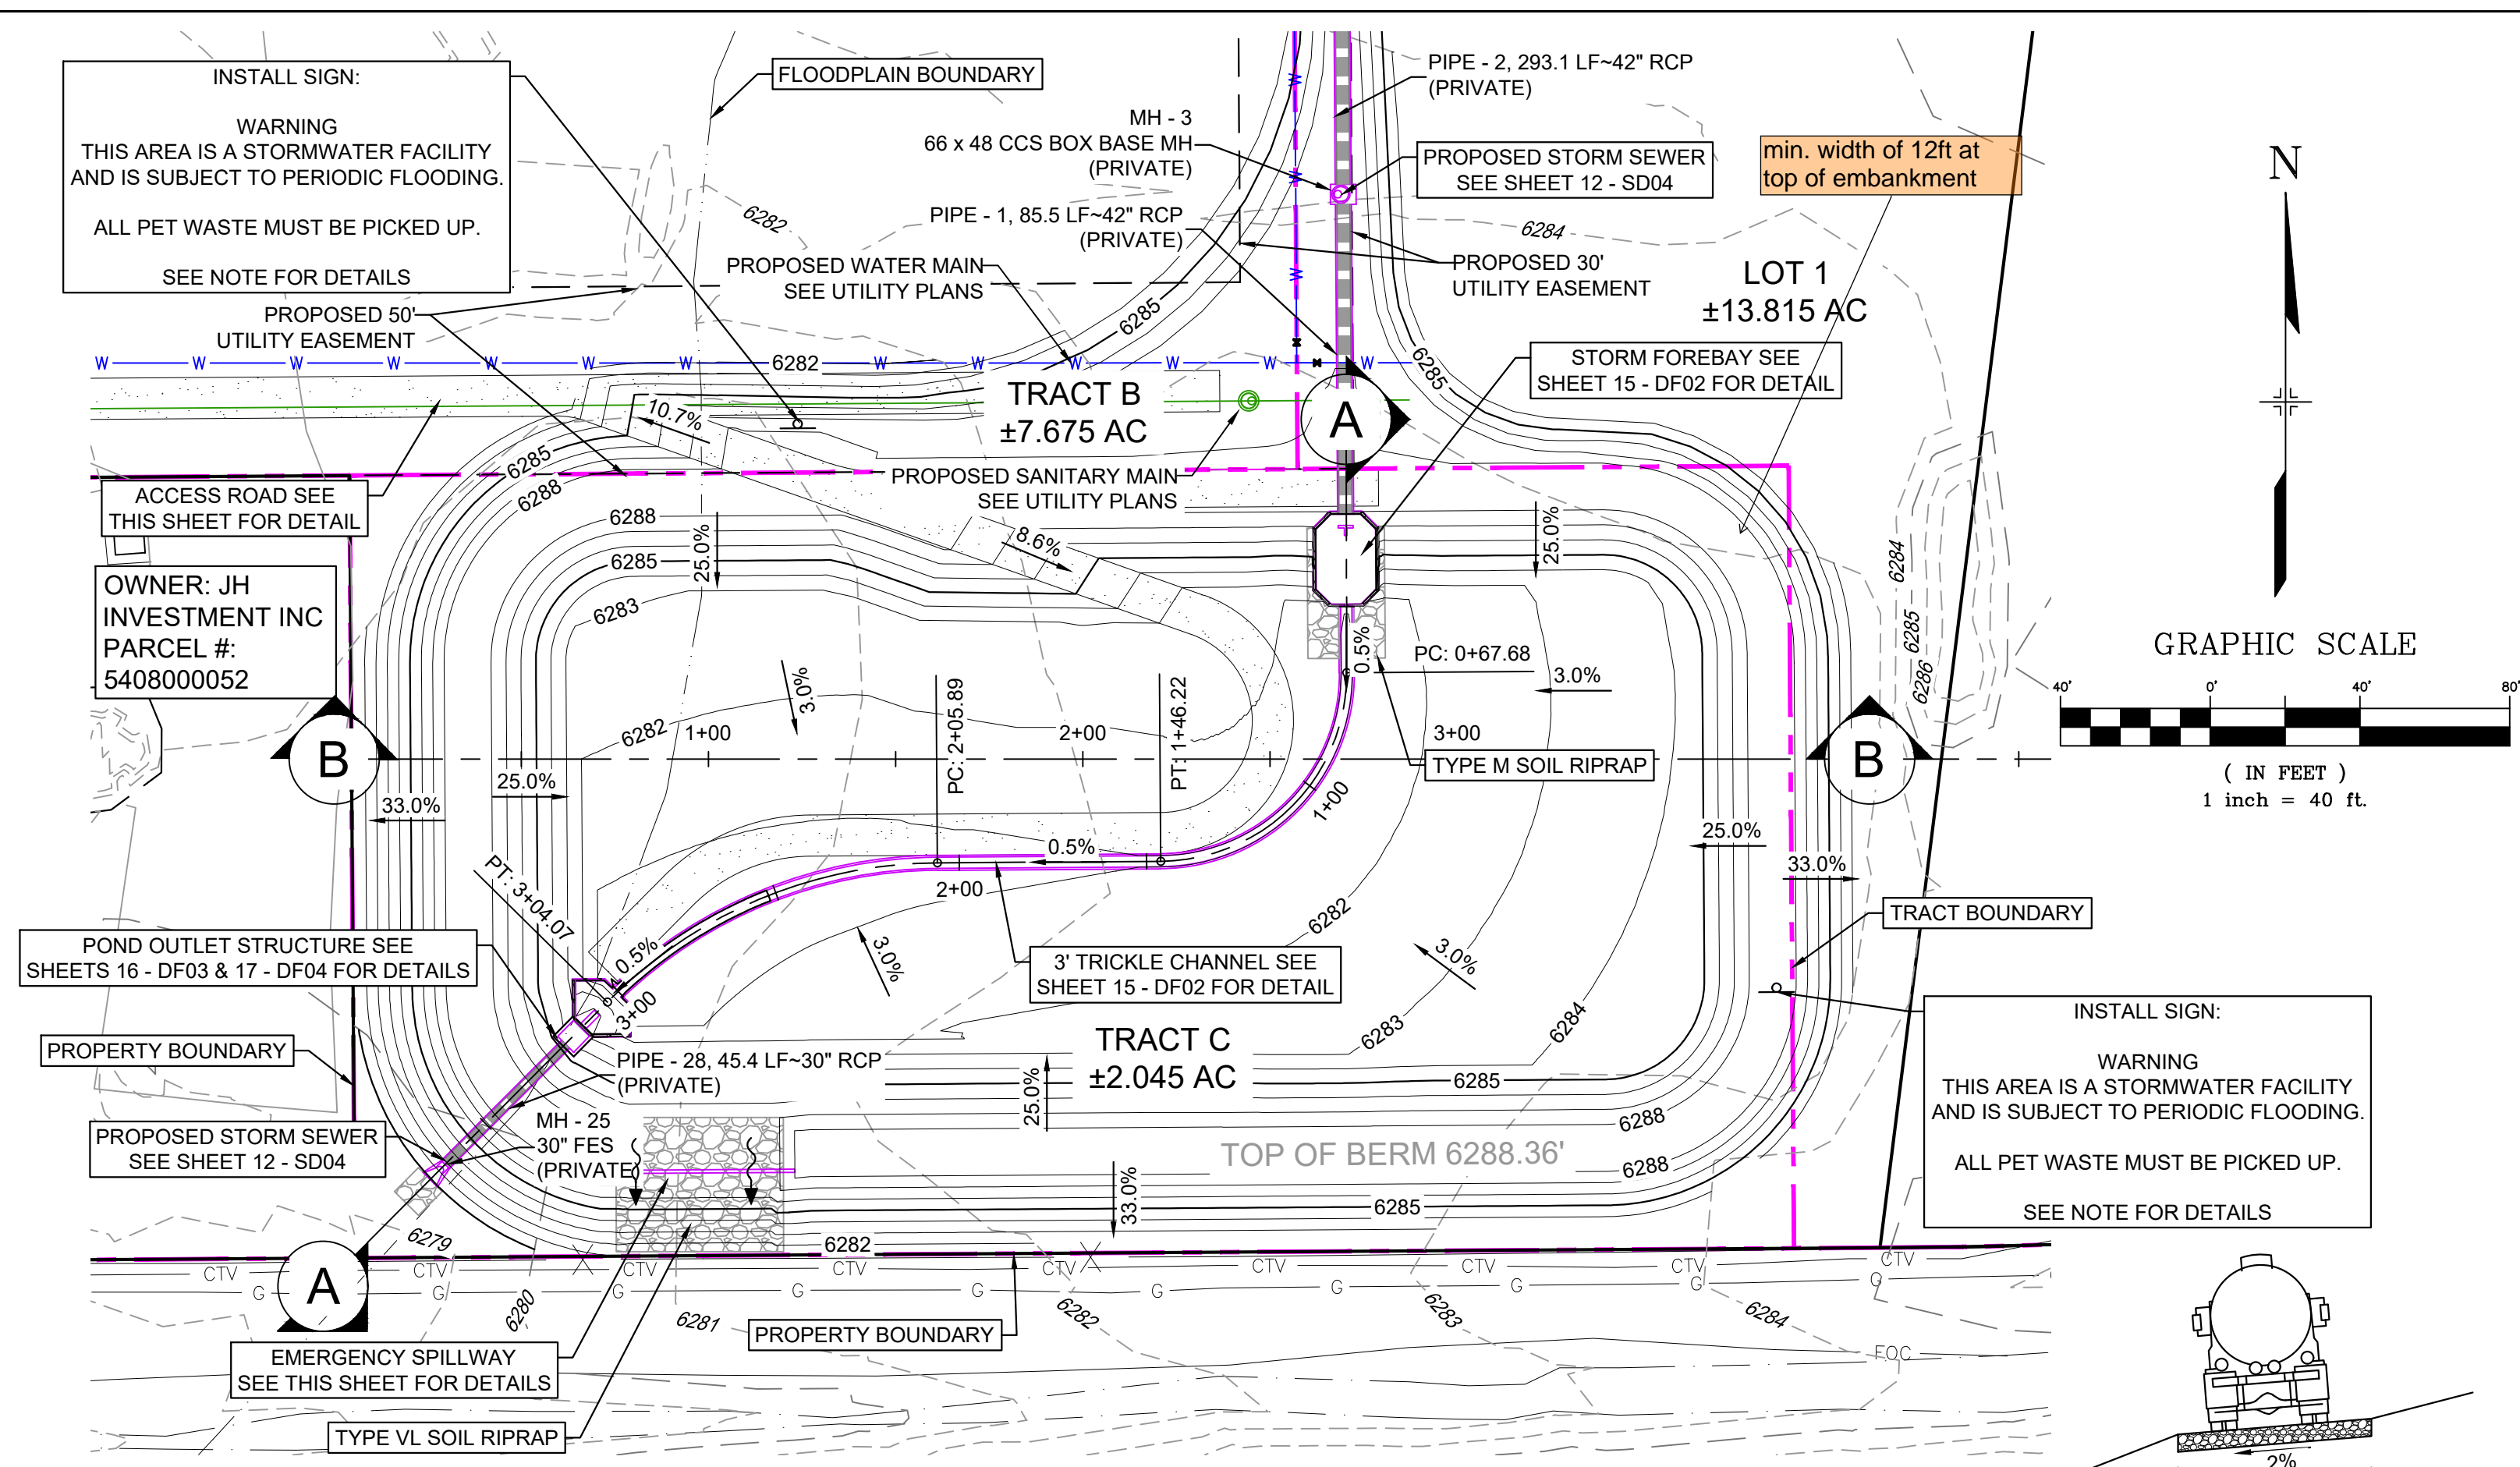 INSTALL SIGN:
WARNING
THIS AREA IS A STORMWATER FACILITY
AND IS SUBJECT TO PERIODIC FLOODING.
ALL PET WASTE MUST BE PICKED UP.
SEE NOTE FOR DETAILS
FLOODPLAIN BOUNDARY
PIPE - 2, 293.1 LF~42" RCP
(PRIVATE)
MH - 3
66 x 48 CCS BOX BASE MH
(PRIVATE)
PROPOSED STORM SEWER
SEE SHEET 12 - SD04
min. width of 12ft at
top of embankment
N
6282
PIPE - 1, 85.5 LF~42" RCP
(PRIVATE)
6284
PROPOSED WATER MAIN
SEE UTILITY PLANS
PROPOSED 30'
UTILITY EASEMENT
LOT 1
±13.815 AC
PROPOSED 50'
UTILITY EASEMENT
6285
W W W W W W W W W W W W
W
W
W
6282
6285
STORM FOREBAY SEE
SHEET 15 - DF02 FOR DETAIL
TRACT B
±7.675 AC
A
10.7%
6285
6288
PROPOSED SANITARY MAIN
SEE UTILITY PLANS
ACCESS ROAD SEE
THIS SHEET FOR DETAIL
6288
25.0%
8.6%
25.0%
6285
6283
6284
6285
6286
OWNER: JH
INVESTMENT INC
PARCEL #:
5408000052
GRAPHIC SCALE
40' 0' 40' 80'
( IN FEET )
1 inch = 40 ft.
0.5%
PC: 0+67.68
3.0%
3.0%
PC: 2+05.89
PT: 1+46.22
6282
1+00
2+00
3+00
B
B
TYPE M SOIL RIPRAP
25.0%
33.0%
1+00
25.0%
33.0%
0.5%
2+00
PT: 3+04.07
6282
TRACT BOUNDARY
POND OUTLET STRUCTURE SEE
SHEETS 16 - DF03 & 17 - DF04 FOR DETAILS
0.5%
3.0%
3.0%
3' TRICKLE CHANNEL SEE
SHEET 15 - DF02 FOR DETAIL
3+00
6283
6284
INSTALL SIGN:
WARNING
THIS AREA IS A STORMWATER FACILITY
AND IS SUBJECT TO PERIODIC FLOODING.
ALL PET WASTE MUST BE PICKED UP.
SEE NOTE FOR DETAILS
PROPERTY BOUNDARY
PIPE - 28, 45.4 LF~30" RCP
(PRIVATE)
TRACT C
±2.045 AC
25.0%
6285
6288
MH - 25
30" FES
(PRIVATE)
PROPOSED STORM SEWER
SEE SHEET 12 - SD04
TOP OF BERM 6288.36'
6288
33.0%
6285
6279
6282
CTV CTV CTV CTV CTV CTV CTV CTV CTV
G G G G G G G G G G
A
6280
6281
6282
6283
6284
PROPERTY BOUNDARY
EMERGENCY SPILLWAY
SEE THIS SHEET FOR DETAILS
FOC
TYPE VL SOIL RIPRAP
2%